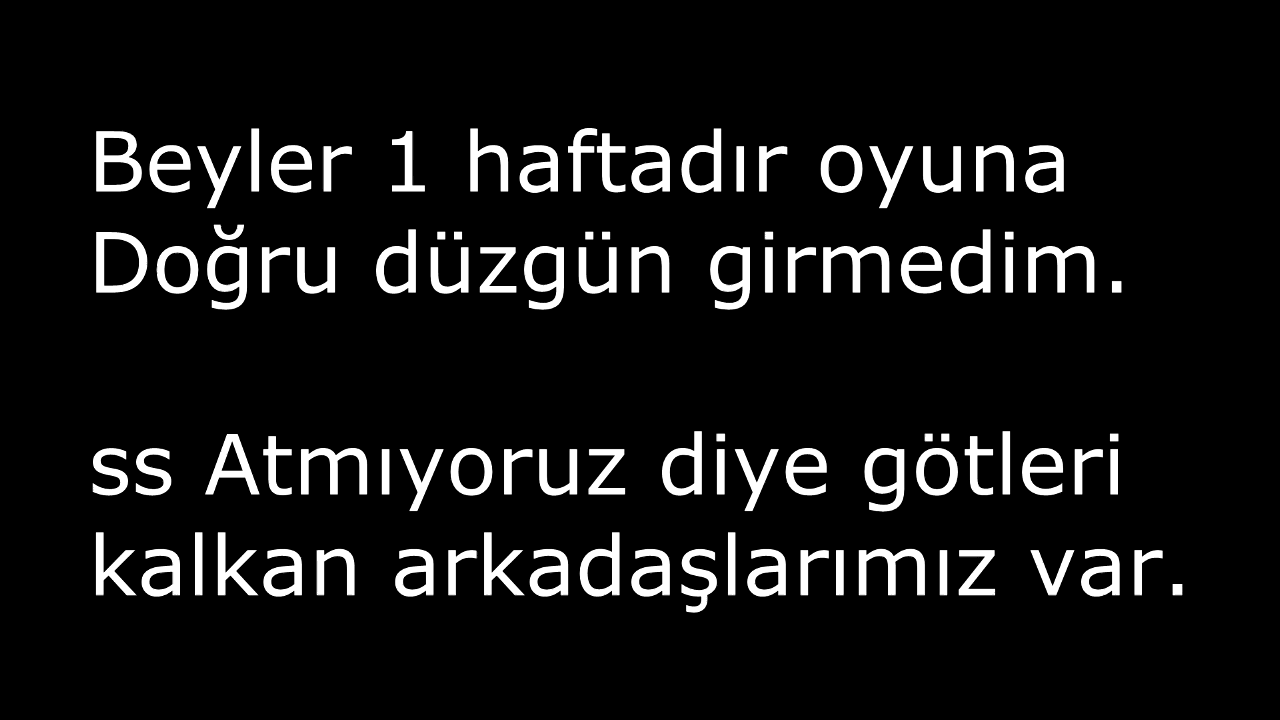 Beyler 1 haftadır oyuna
Doğru düzgün girmedim.
ss Atmıyoruz diye götleri
kalkan arkadaşlarımız var.